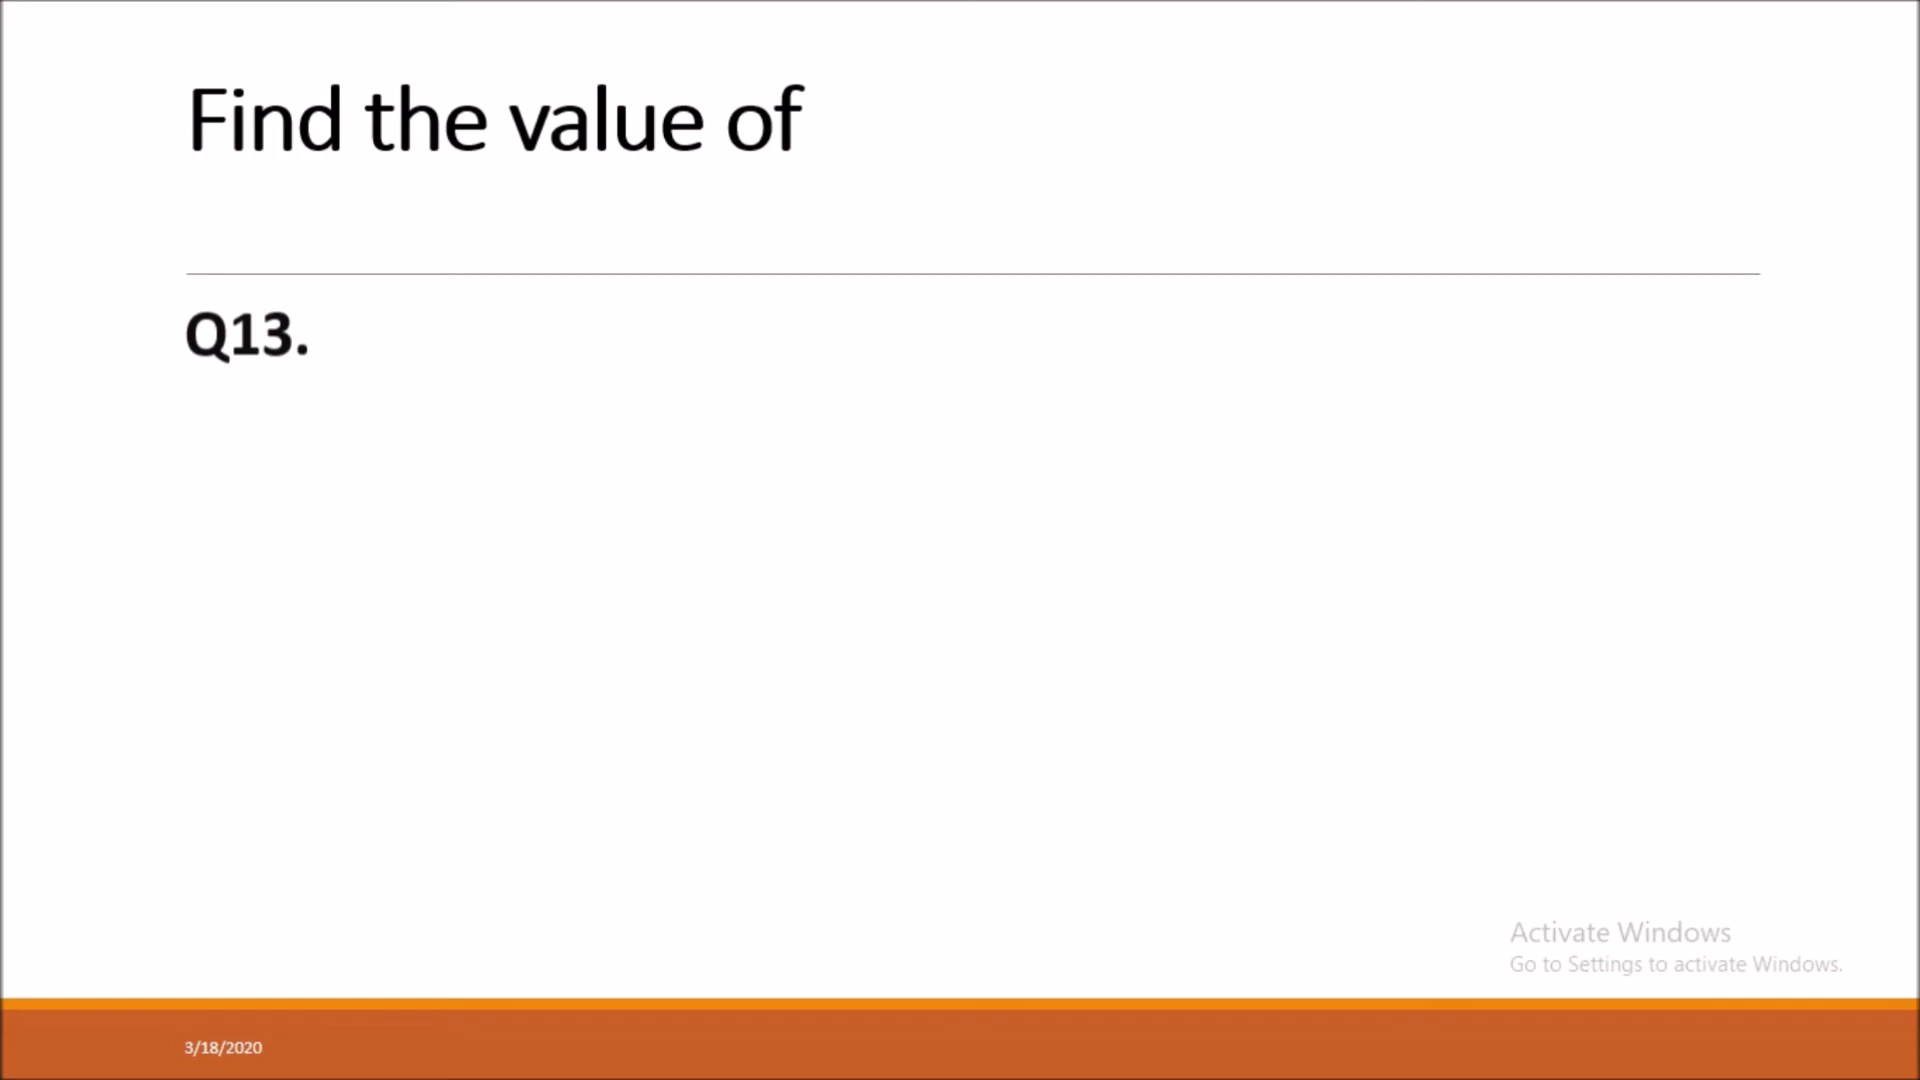 Find the value of
Q13.
Activate Windows
Go to Settings to activate Windows.
3/18/2020